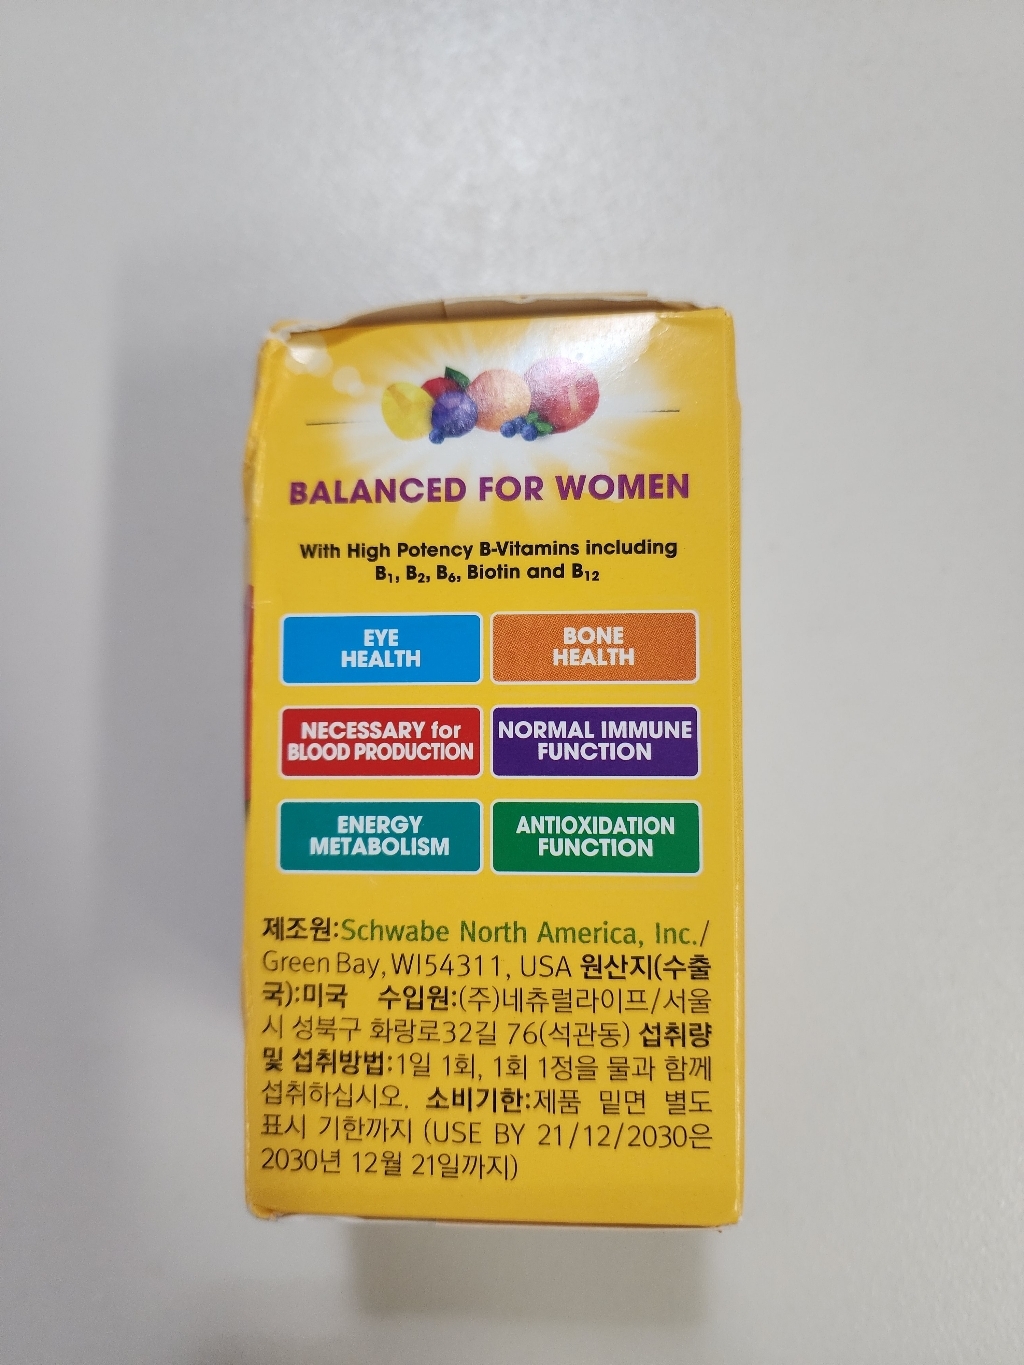 BALANCED FOR WOMEN
With High Potency B-Vitamins including
B₁, B₂, B₆, Biotin and B₁₂
EYE
HEALTH
BONE
HEALTH
NECESSARY for
BLOOD PRODUCTION
NORMAL IMMUNE
FUNCTION
ENERGY
METABOLISM
ANTIOXIDATION
FUNCTION
제조원:Schwabe North America, Inc./
Green Bay, WI54311, USA 원산지(수출
국):미국 수입원:(주)네츄럴라이프/서울
시 성북구 화랑로32길 76(석관동) 섭취량
및 섭취방법:1일 1회, 1회 1정을 물과 함께
섭취하십시오. 소비기한:제품 밑면 별도
표시 기한까지 (USE BY 21/12/2030은
2030년 12월 21일까지)